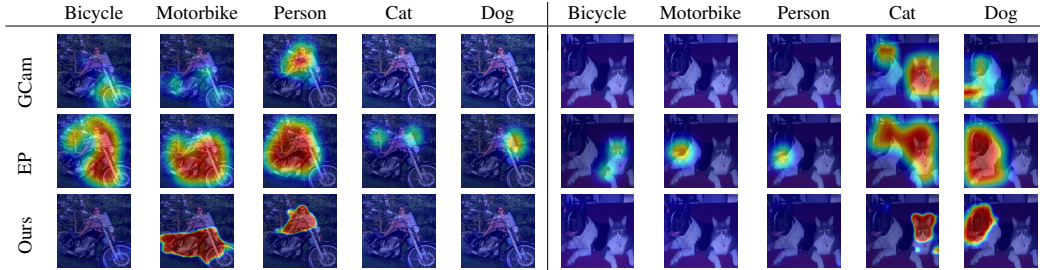 Bicycle Motorbike Person Cat Dog Bicycle Motorbike Person Cat Dog
GCam
EP
Ours